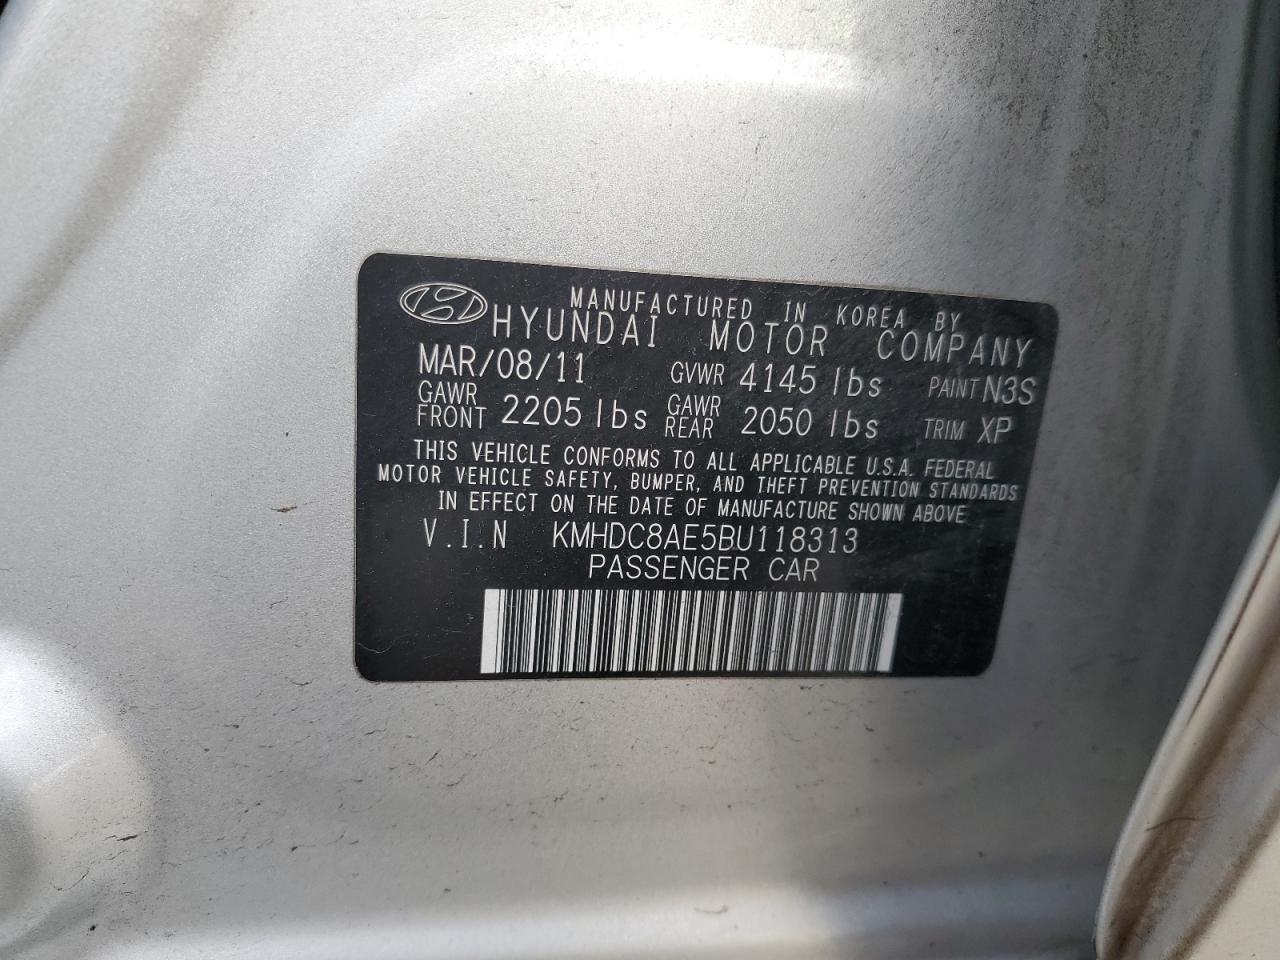 MANUFACTURED IN KOREA BY
HYUNDAI MOTOR COMPANY
MAR/08/11 GVWR 4145 lbs PAINT N3S
GAWR FRONT 2205 lbs GAWR REAR 2050 lbs TRIM XP
THIS VEHICLE CONFORMS TO ALL APPLICABLE U.S.A. FEDERAL
MOTOR VEHICLE SAFETY, BUMPER, AND THEFT PREVENTION STANDARDS
IN EFFECT ON THE DATE OF MANUFACTURE SHOWN ABOVE
V.I.N KMHDC8AE5BU118313
PASSENGER CAR